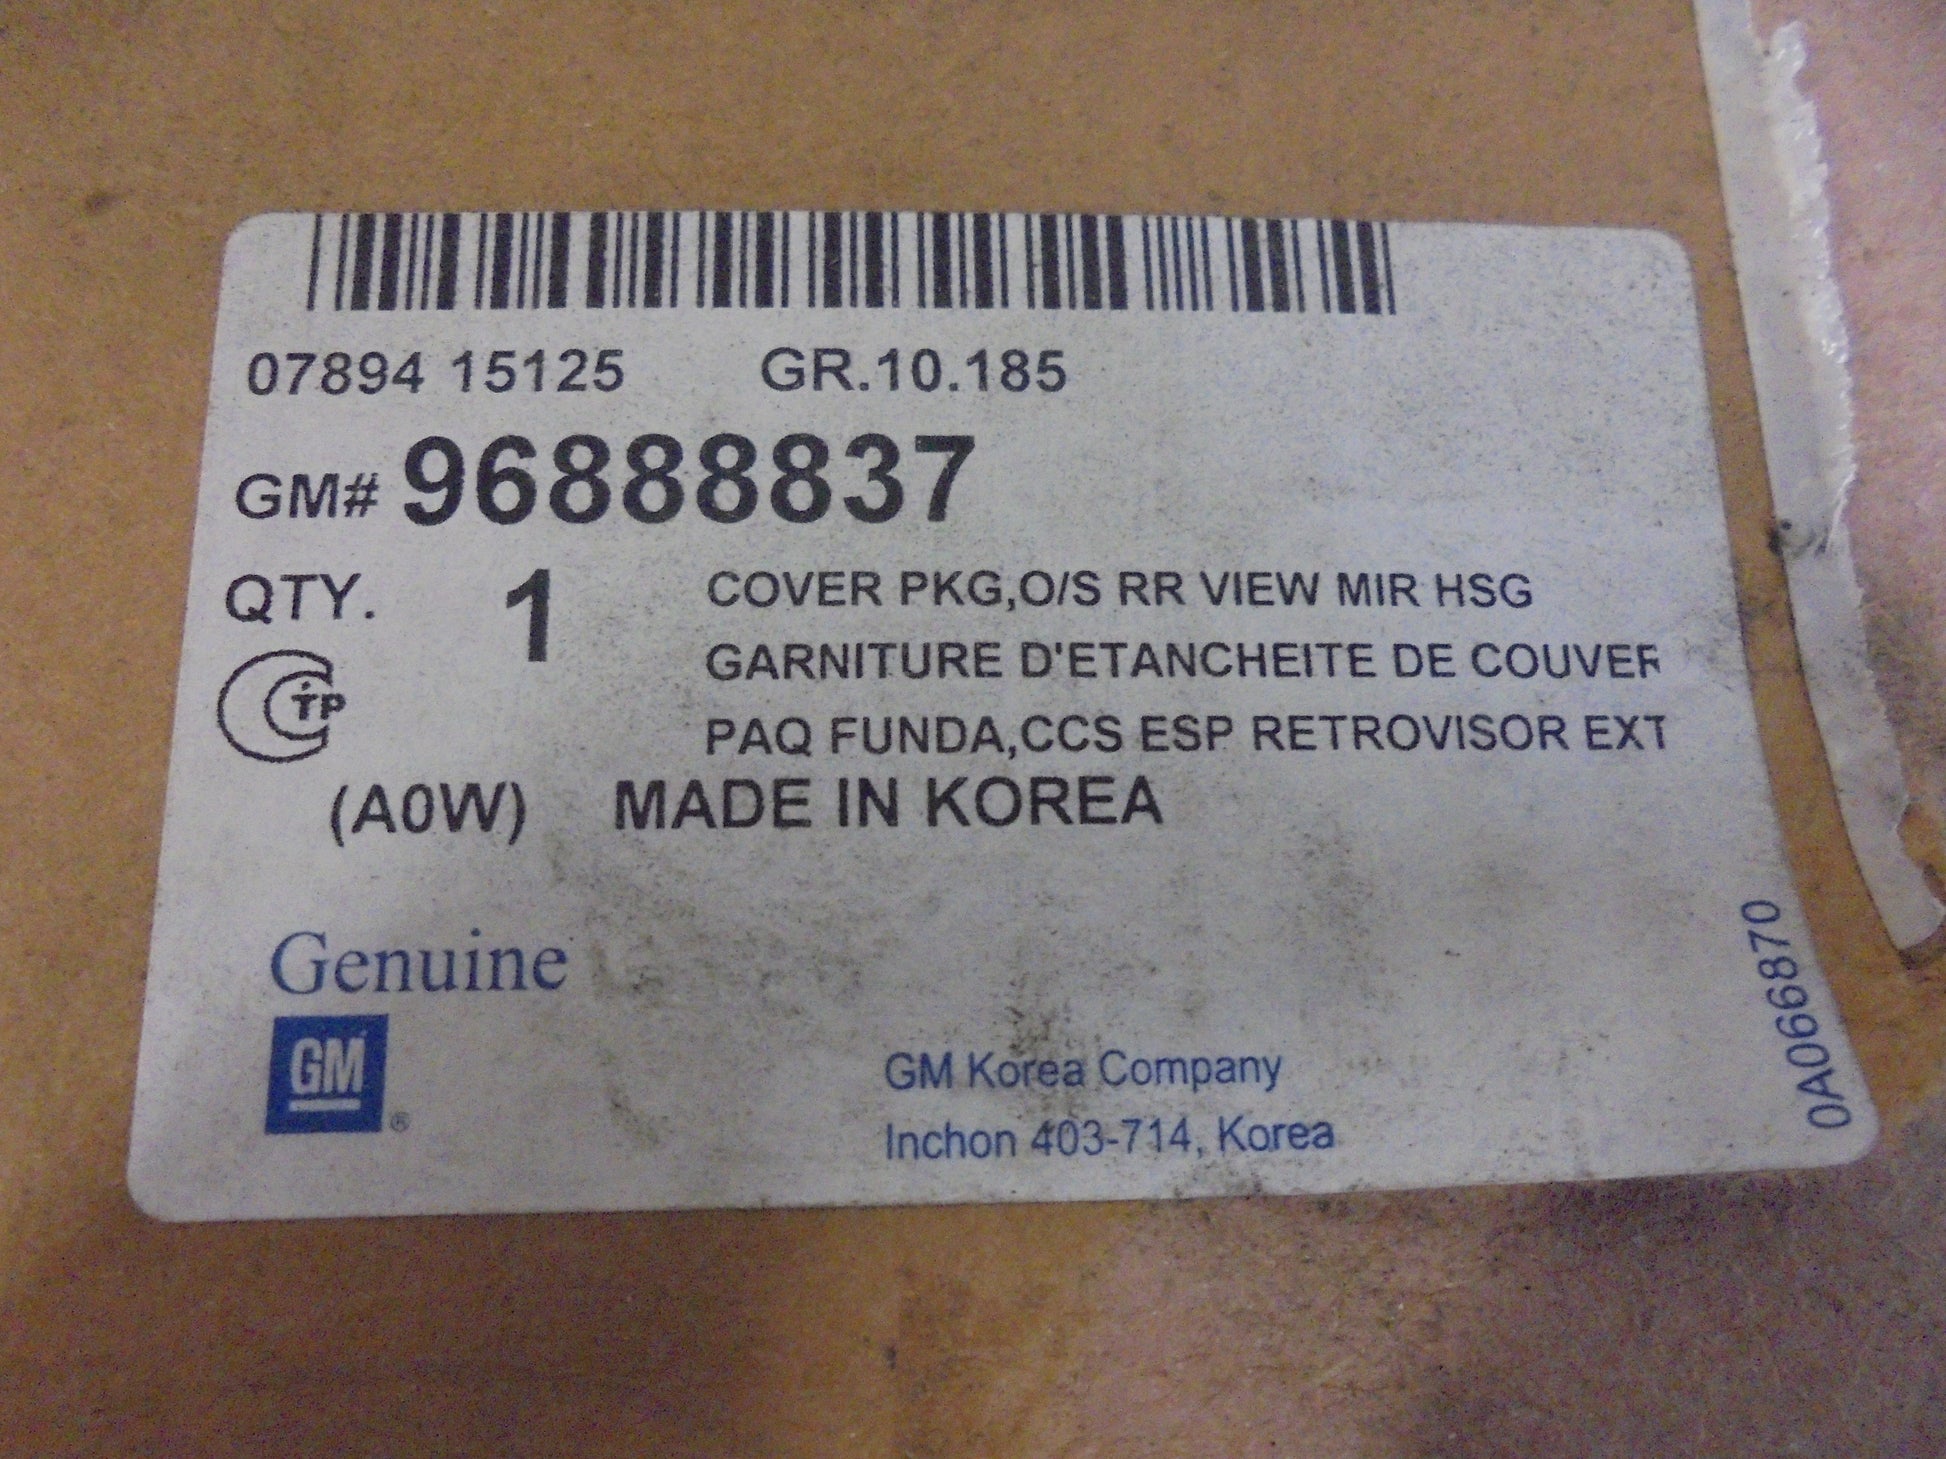 07894 15125 GR.10.185
GM# 96888837
QTY. 1 COVER PKG,O/S RR VIEW MIR HSG
GARNITURE D'ETANCHEITE DE COUVER
TP
PAQ FUNDA,CCS ESP RETROVISOR EXT
(A0W) MADE IN KOREA
Genuine
GM ®
GM Korea Company
Inchon 403-714, Korea
0A066870